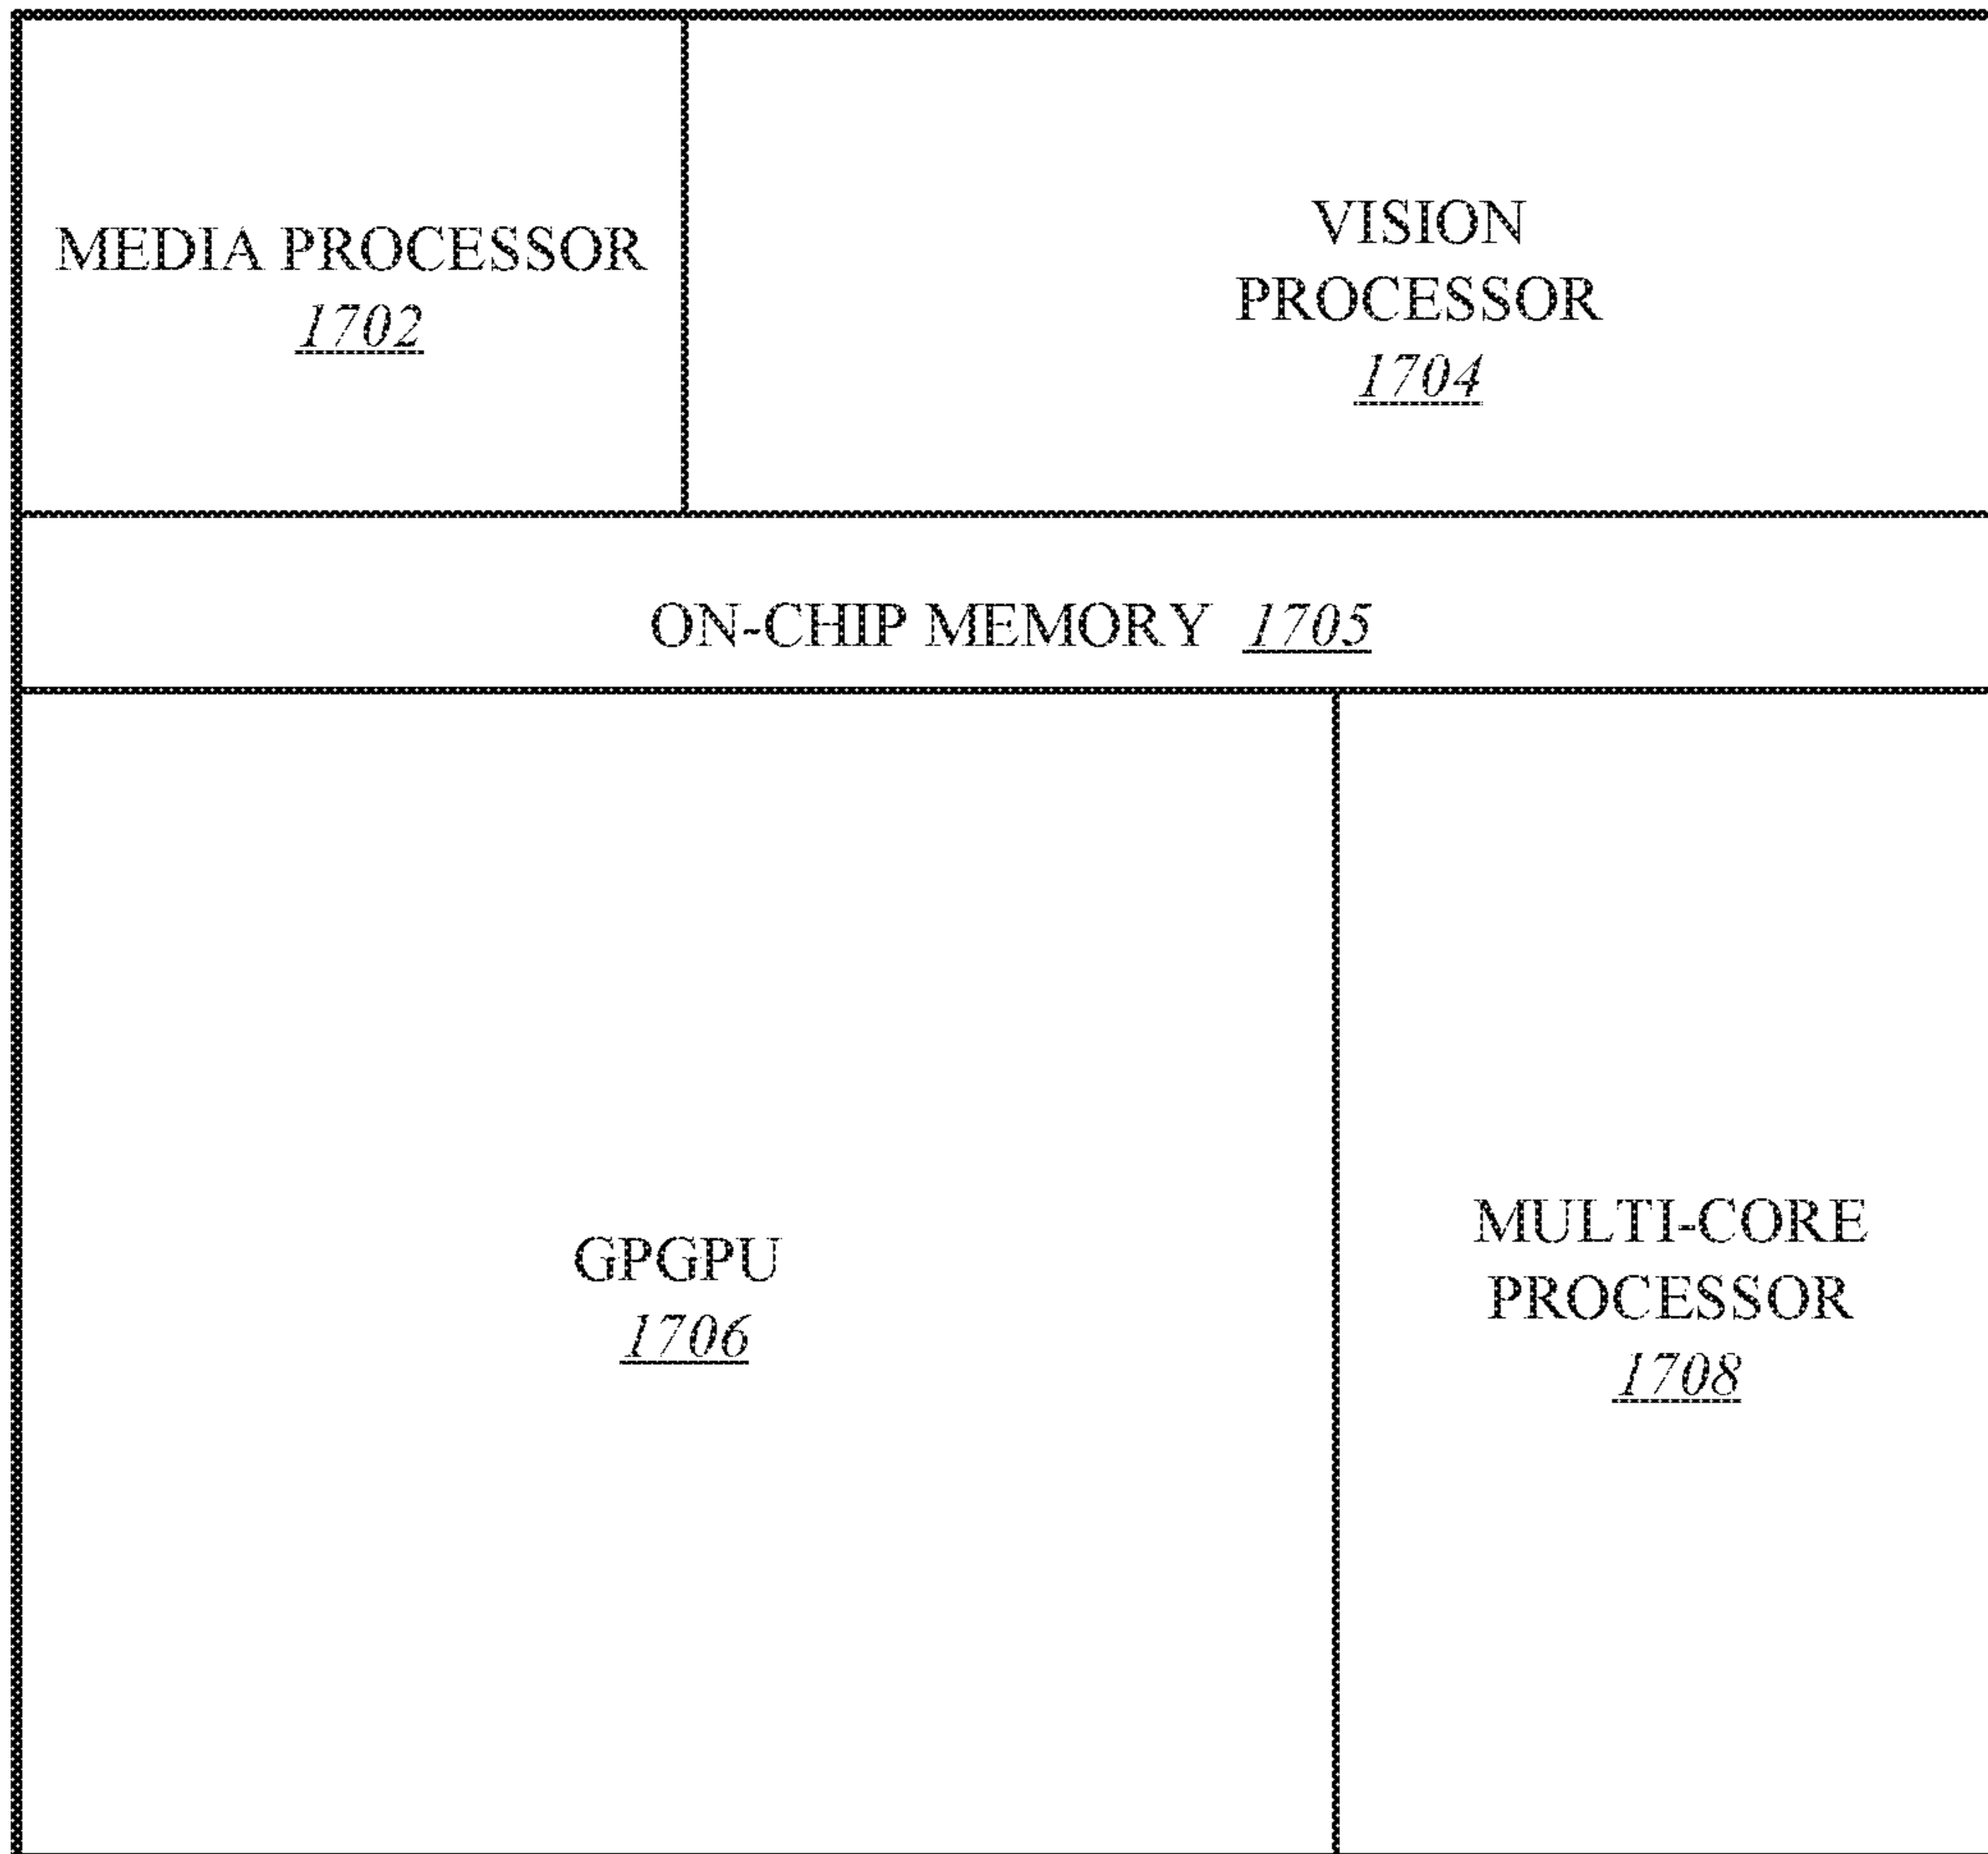 MEDIA PROCESSOR
1702
VISION
PROCESSOR
1704
ON-CHIP MEMORY 1705
GPGPU
1706
MULTI-CORE
PROCESSOR
1708